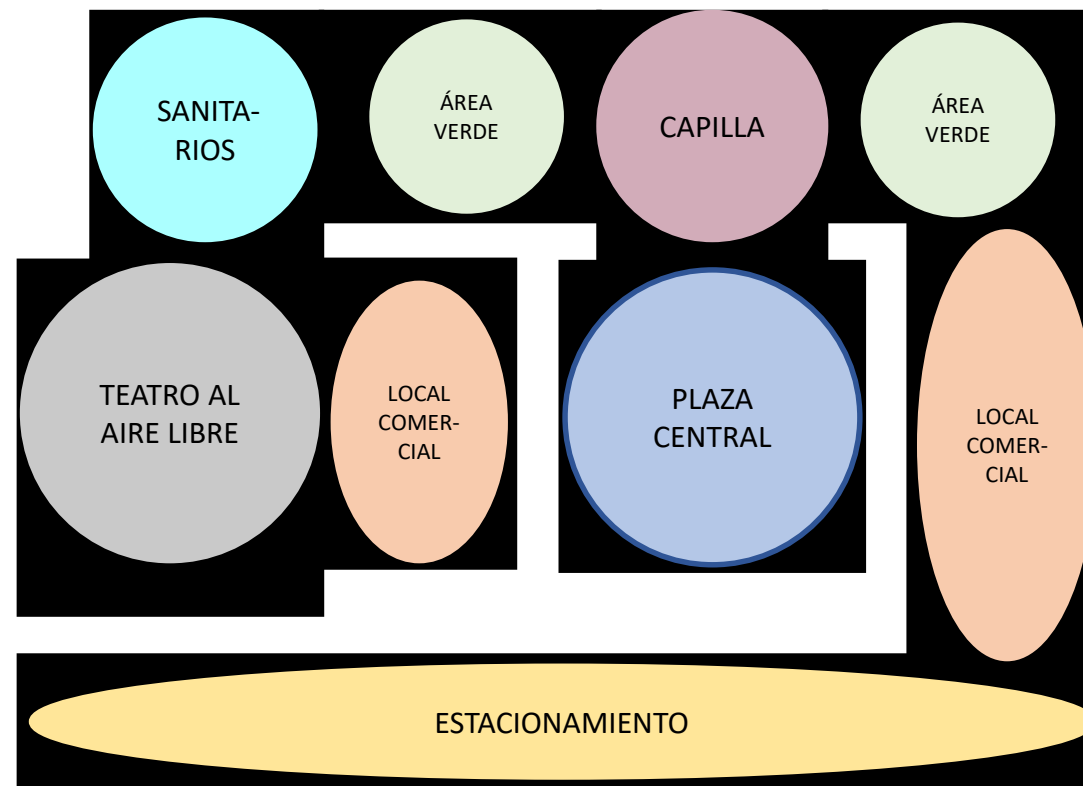 SANITA-
RIOS
ÁREA
VERDE
CAPILLA
ÁREA
VERDE
TEATRO AL
AIRE LIBRE
LOCAL
COMER-
CIAL
PLAZA
CENTRAL
LOCAL
COMER-
CIAL
ESTACIONAMIENTO